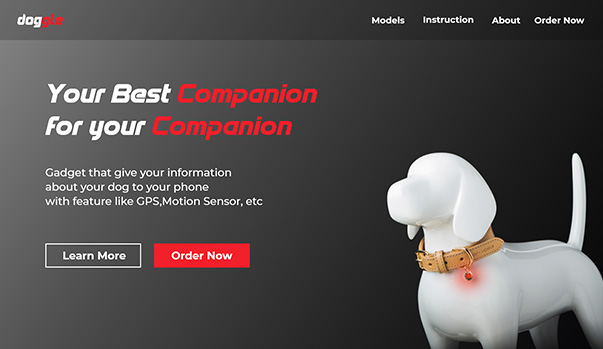 doggie
Models Instruction About Order Now
Your Best Companion
for your Companion
Gadget that give your information
about your dog to your phone
with feature like GPS,Motion Sensor, etc
Learn More Order Now